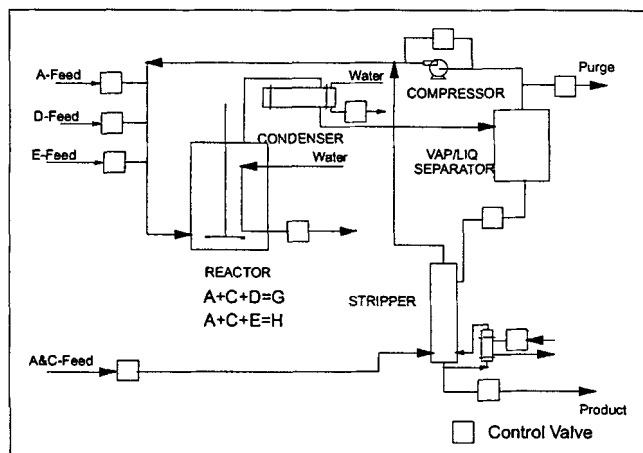 A-Feed
Water
COMPRESSOR
Purge
D-Feed
CONDENSER
VAP/LIQ
SEPARATOR
E-Feed
Water
REACTOR
A+C+D=G
A+C+E=H
STRIPPER
A&C-Feed
Product
Control Valve